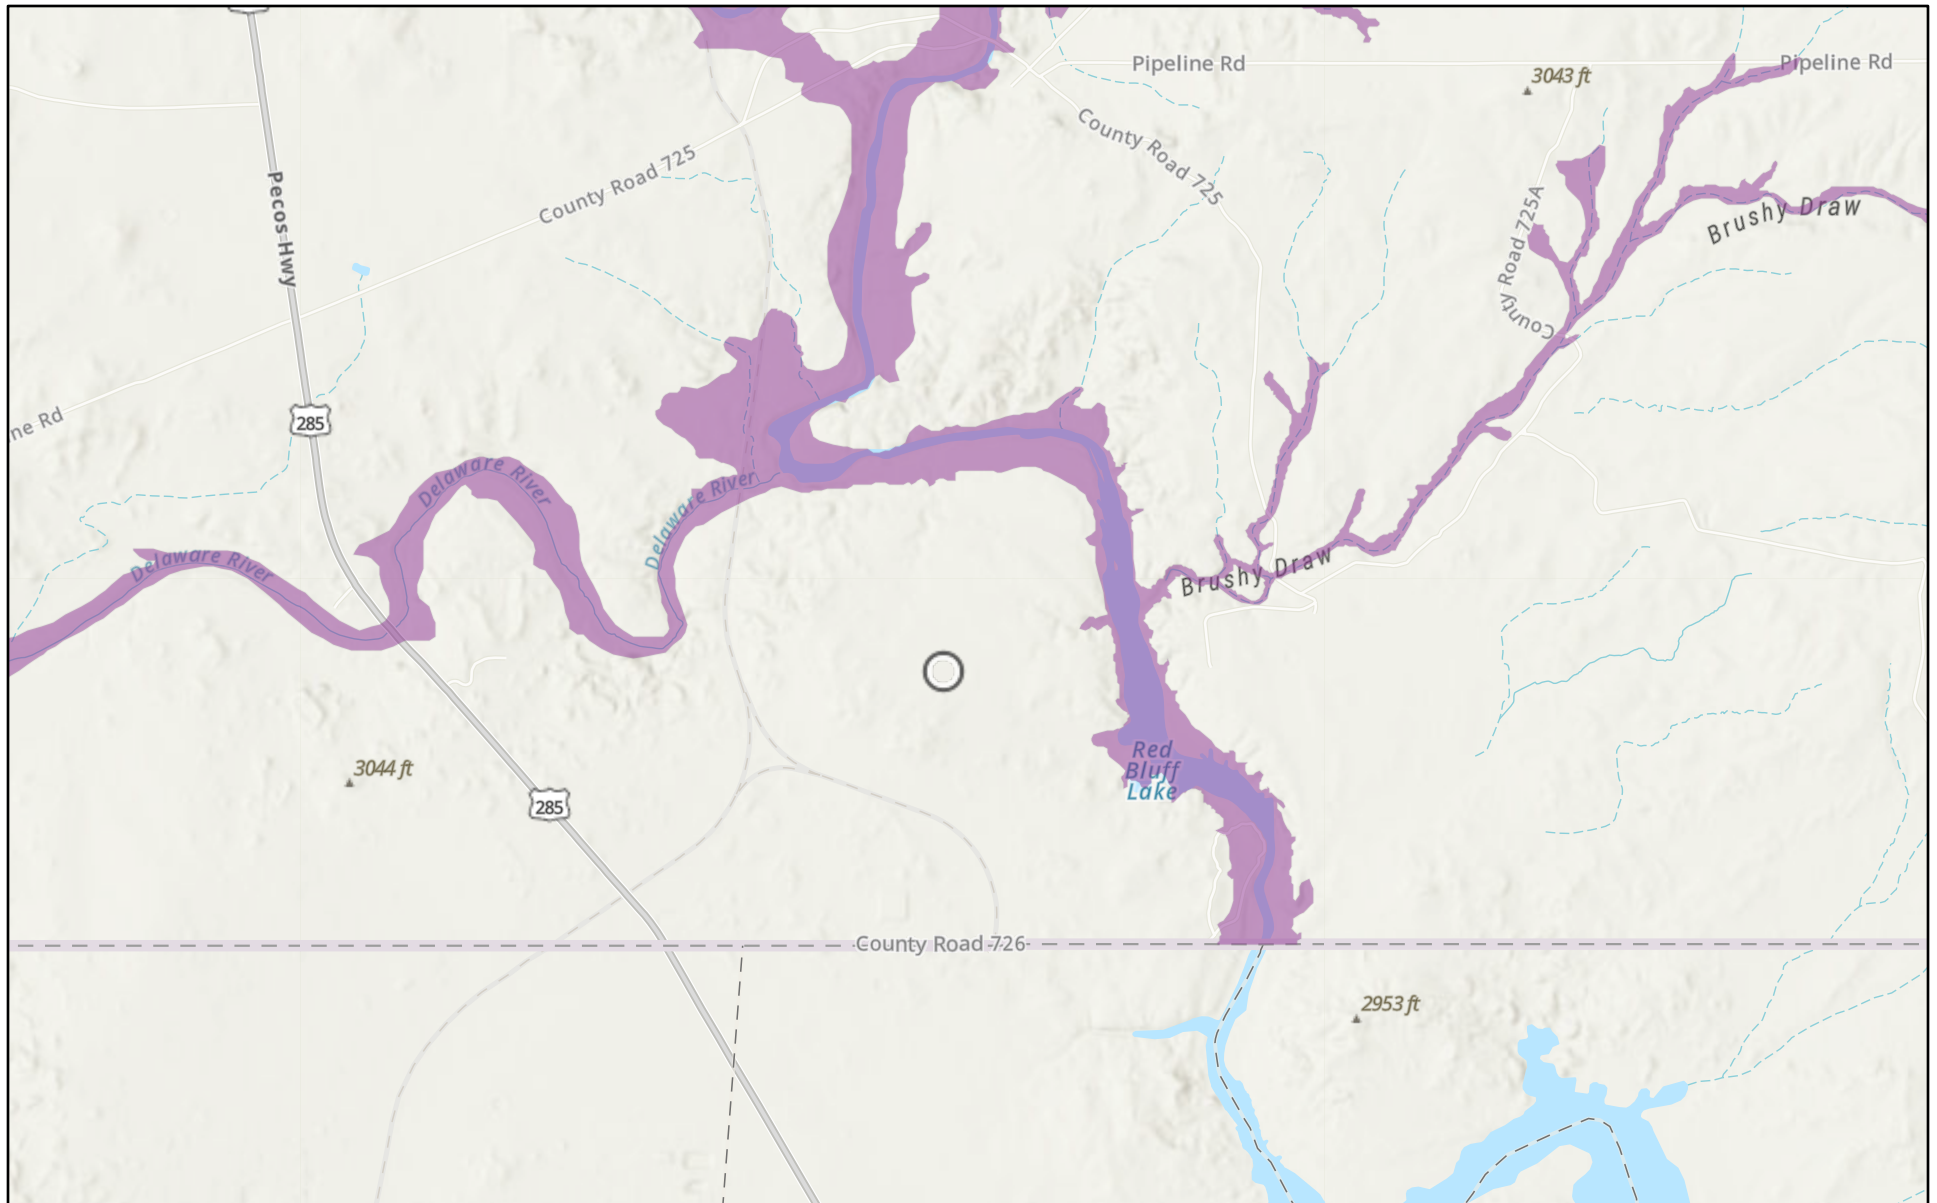 Pipeline Rd
Pipeline Rd
3043 ft
County Road 725
County Road 725
Pecos Hwy
County Road 725A
Brushy Draw
County
ne Rd
285
Delaware River
Delaware River
Delaware River
Brushy Draw
Red
Bluff
Lake
3044 ft
285
County Road 726
2953 ft